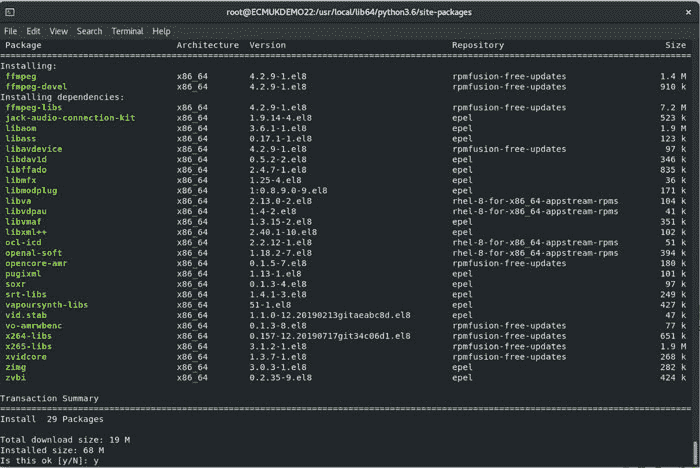 root@ECMUKDEMO22:/usr/local/lib64/python3.6/site-packages
File Edit View Search Terminal Help
Package Architecture Version Repository Size
Installing:
ffmpeg x86_64 4.2.9-1.el8 rpmfusion-free-updates 1.4 M
ffmpeg-devel x86_64 4.2.9-1.el8 rpmfusion-free-updates 910 k
Installing dependencies:
ffmpeg-libs x86_64 4.2.9-1.el8 rpmfusion-free-updates 7.2 M
jack-audio-connection-kit x86_64 1.9.14-4.el8 epel 523 k
libaom x86_64 3.6.1-1.el8 epel 1.9 M
libass x86_64 0.17.1-1.el8 epel 123 k
libavdevice x86_64 4.2.9-1.el8 rpmfusion-free-updates 97 k
libdav1d x86_64 0.5.2-2.el8 epel 346 k
libffado x86_64 2.4.7-1.el8 epel 835 k
libmfx x86_64 1.25-4.el8 epel 36 k
libmodplug x86_64 1:0.8.9.0-9.el8 epel 171 k
libva x86_64 2.13.0-2.el8 rhel-8-for-x86_64-appstream-rpms 104 k
libvdpau x86_64 1.4-2.el8 rhel-8-for-x86_64-appstream-rpms 41 k
libvmaf x86_64 1.3.15-2.el8 epel 351 k
libxml++ x86_64 2.40.1-10.el8 epel 102 k
ocl-icd x86_64 2.2.12-1.el8 rhel-8-for-x86_64-appstream-rpms 51 k
openal-soft x86_64 1.18.2-7.el8 rhel-8-for-x86_64-appstream-rpms 394 k
opencore-amr x86_64 0.1.5-7.el8 rpmfusion-free-updates 180 k
pugixml x86_64 1.13-1.el8 epel 101 k
soxr x86_64 0.1.3-4.el8 epel 97 k
srt-libs x86_64 1.4.1-3.el8 epel 249 k
vapoursynth-libs x86_64 51-1.el8 epel 427 k
vid.stab x86_64 1.1.0-12.20190213gitaeabc8d.el8 epel 47 k
vo-amrwbenc x86_64 0.1.3-8.el8 rpmfusion-free-updates 77 k
x264-libs x86_64 0.157-12.20190717git34c06d1.el8 rpmfusion-free-updates 651 k
x265-libs x86_64 3.1.2-1.el8 rpmfusion-free-updates 1.9 M
xvidcore x86_64 1.3.7-1.el8 rpmfusion-free-updates 268 k
zimg x86_64 3.0.3-1.el8 epel 282 k
zvbi x86_64 0.2.35-9.el8 epel 424 k
Transaction Summary
Install 29 Packages
Total download size: 19 M
Installed size: 68 M
Is this ok [y/N]: y